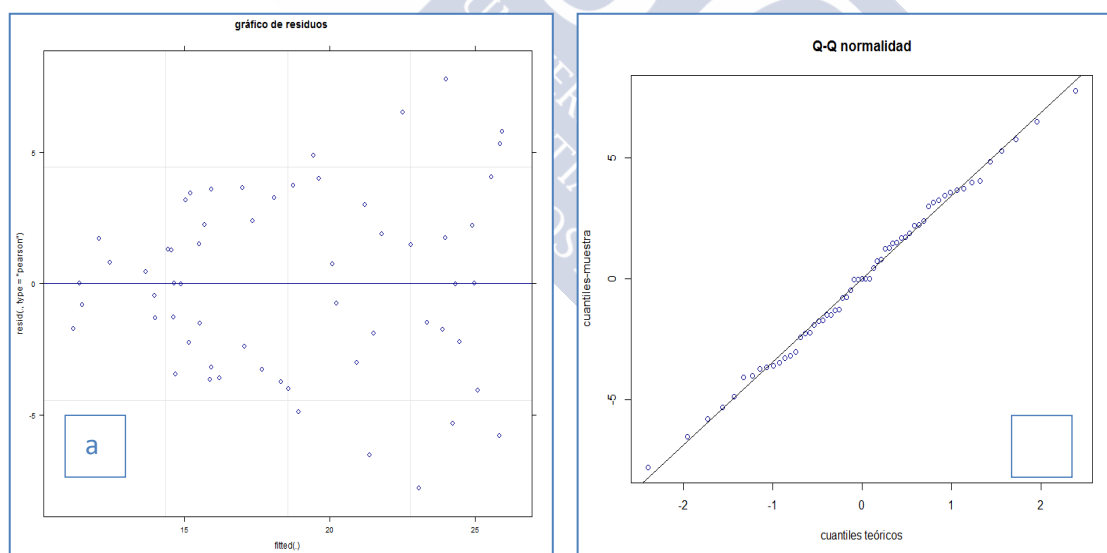 gráfico de residuos
resid(., type = "pearson")
5
0
-5
15
20
25
fitted(.)
a
Q-Q normalidad
cuantiles-muestra
5
0
-5
-2
-1
0
1
2
cuantiles teóricos